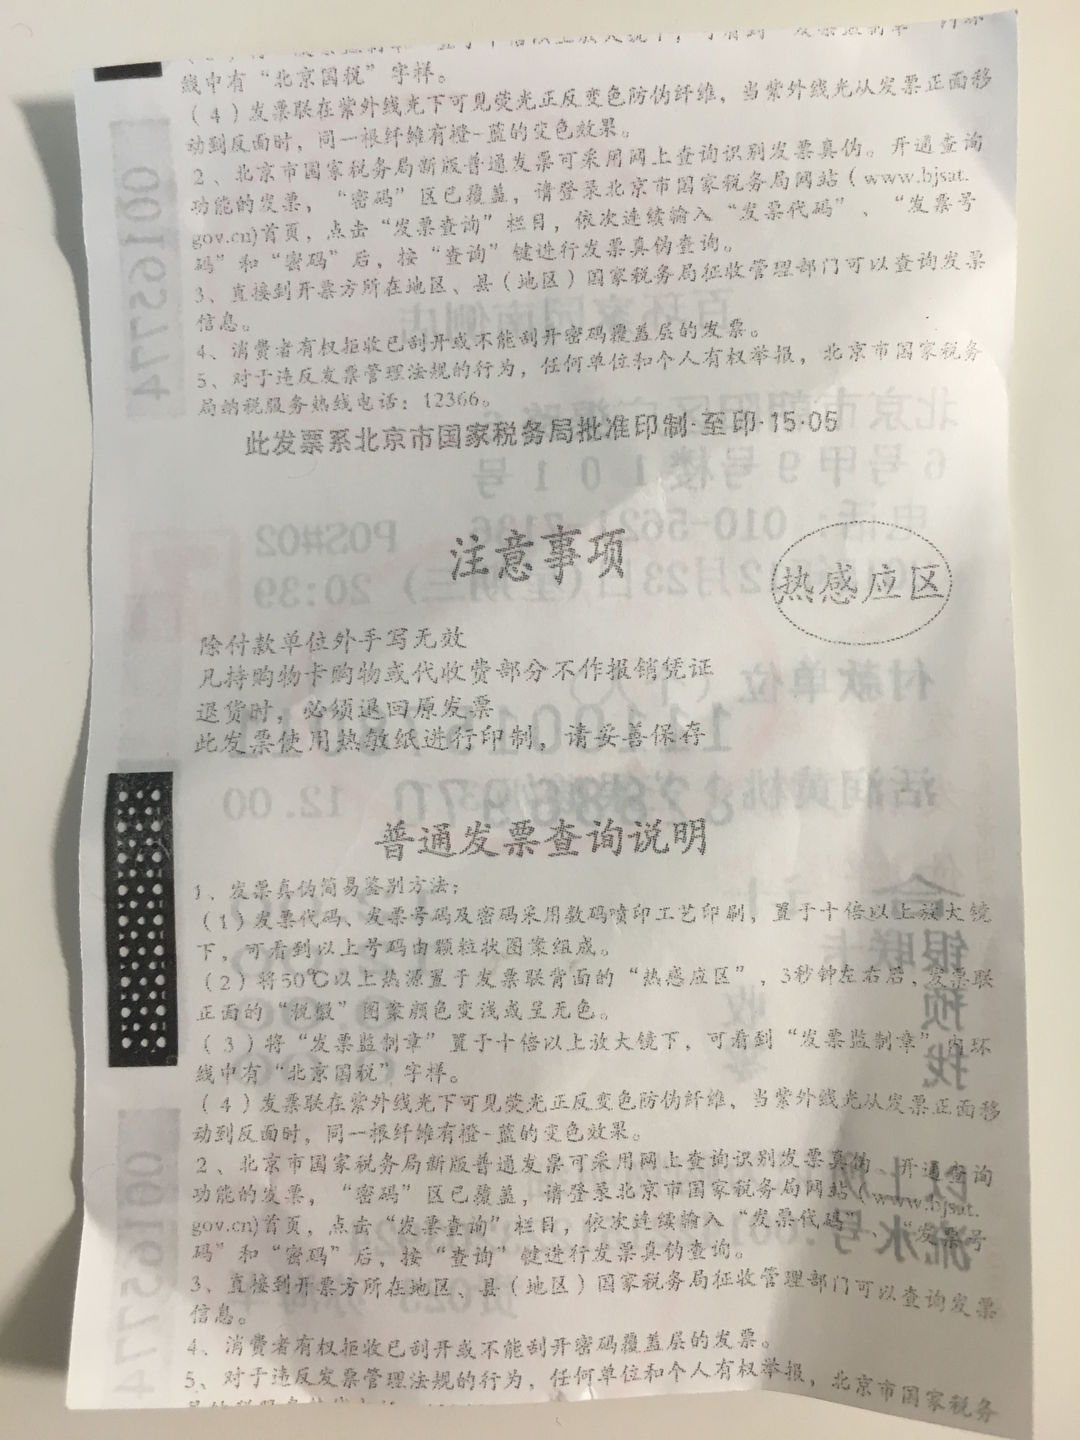 线中有“北京国税”字样。
(4)发票联在紫外线光下可见荧光正反变色防伪纤维，当紫外线光从发票正面移
动到反面时，同一根纤维有橙-蓝的变色效果。
2、北京市国家税务局新版普通发票可采用网上查询识别发票真伪。开通查询
功能的发票，“密码”区已覆盖，请登录北京市国家税务局网站(www.bjsat.
gov.cn)首页，点击“发票查询”栏目，依次连续输入“发票代码”、“发票号
码”和“密码”后，按“查询”键进行发票真伪查询。
3、直接到开票方所在地区、县(地区)国家税务局征收管理部门可以查询发票
信息。
4、消费者有权拒收已刮开或不能刮开密码覆盖层的发票。
5、对于违反发票管理法规的行为，任何单位和个人有权举报，北京市国家税务
局纳税服务热线电话：12366。
此发票系北京市国家税务局批准印制·至印·15·05
注意事项
热感应区
除付款单位外手写无效
凡持购物卡购物或代收费部分不作报销凭证
退货时，必须退回原发票
此发票使用热敏纸进行印制，请妥善保存
普通发票查询说明
1、发票真伪简易鉴别方法：
(1)发票代码、发票号码及密码采用数码喷印工艺印刷，置于十倍以上放大镜
下，可看到以上号码由颗粒状图案组成。
(2)将50℃以上热源置于发票联背面的“热感应区”，3秒钟左右后，发票联
正面的“税徽”图案颜色变浅或呈无色。
(3)将“发票监制章”置于十倍以上放大镜下，可看到“发票监制章”内环
线中有“北京国税”字样。
(4)发票联在紫外线光下可见荧光正反变色防伪纤维，当紫外线光从发票正面移
动到反面时，同一根纤维有橙-蓝的变色效果。
2、北京市国家税务局新版普通发票可采用网上查询识别发票真伪。开通查询
功能的发票，“密码”区已覆盖，请登录北京市国家税务局网站(www.bjsat.
gov.cn)首页，点击“发票查询”栏目，依次连续输入“发票代码”、“发票号
码”和“密码”后，按“查询”键进行发票真伪查询。
3、直接到开票方所在地区、县(地区)国家税务局征收管理部门可以查询发票
信息。
4、消费者有权拒收已刮开或不能刮开密码覆盖层的发票。
5、对于违反发票管理法规的行为，任何单位和个人有权举报，北京市国家税务
00165774